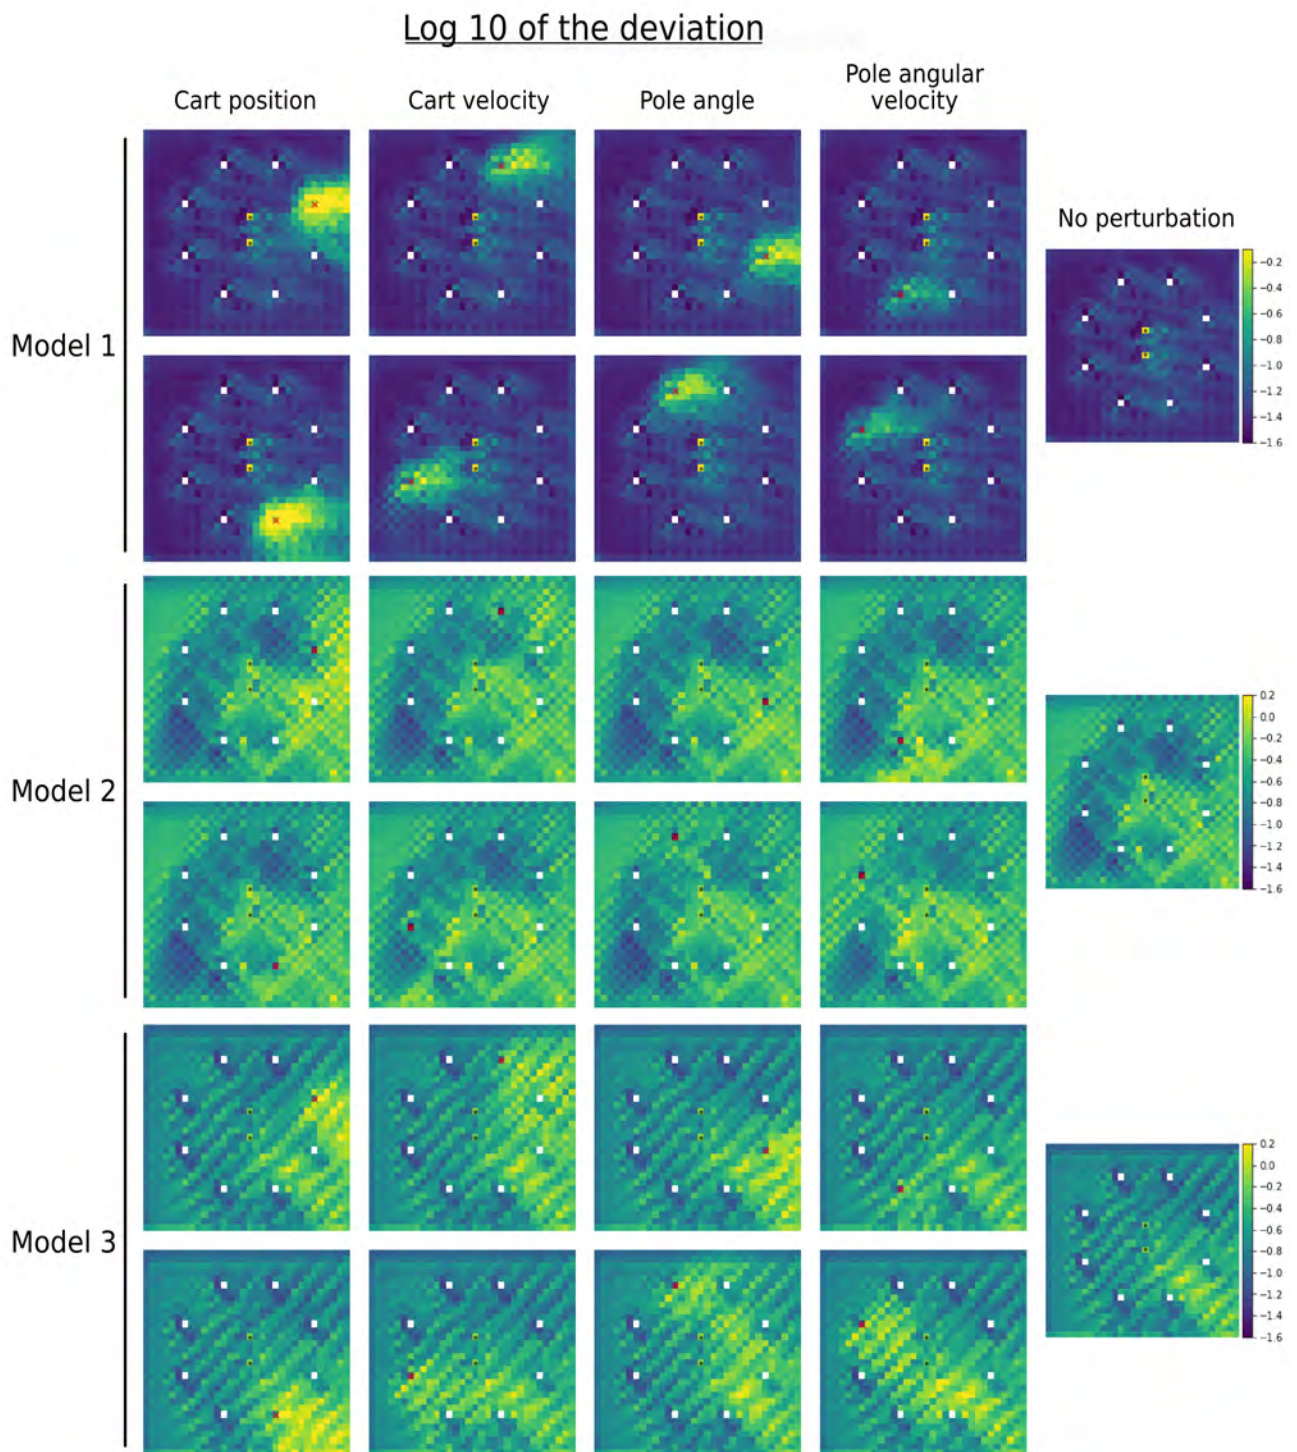 Log 10 of the deviation
Cart position
Cart velocity
Pole angle
Pole angular
velocity
No perturbation
Model 1
−0.2
−0.4
−0.6
−0.8
−1.0
−1.2
−1.4
−1.6
Model 2
0.2
0.0
−0.2
−0.4
−0.6
−0.8
−1.0
−1.2
−1.4
−1.6
Model 3
0.2
0.0
−0.2
−0.4
−0.6
−0.8
−1.0
−1.2
−1.4
−1.6